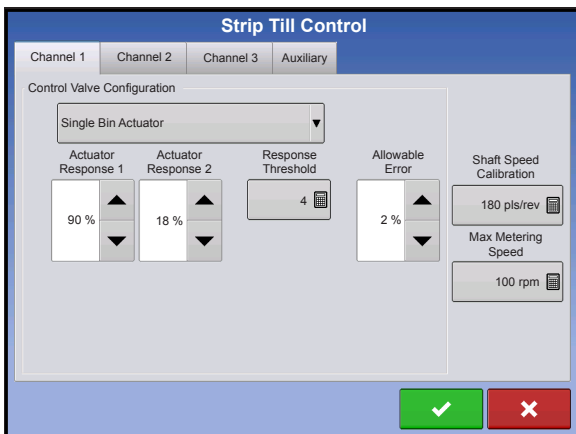 Strip Till Control
Channel 1
Channel 2
Channel 3
Auxiliary
Control Valve Configuration
Single Bin Actuator
Actuator
Response 1
Actuator
Response 2
Response
Threshold
Allowable
Error
90 %
18 %
4
2 %
Shaft Speed
Calibration
180 pls/rev
Max Metering
Speed
100 rpm